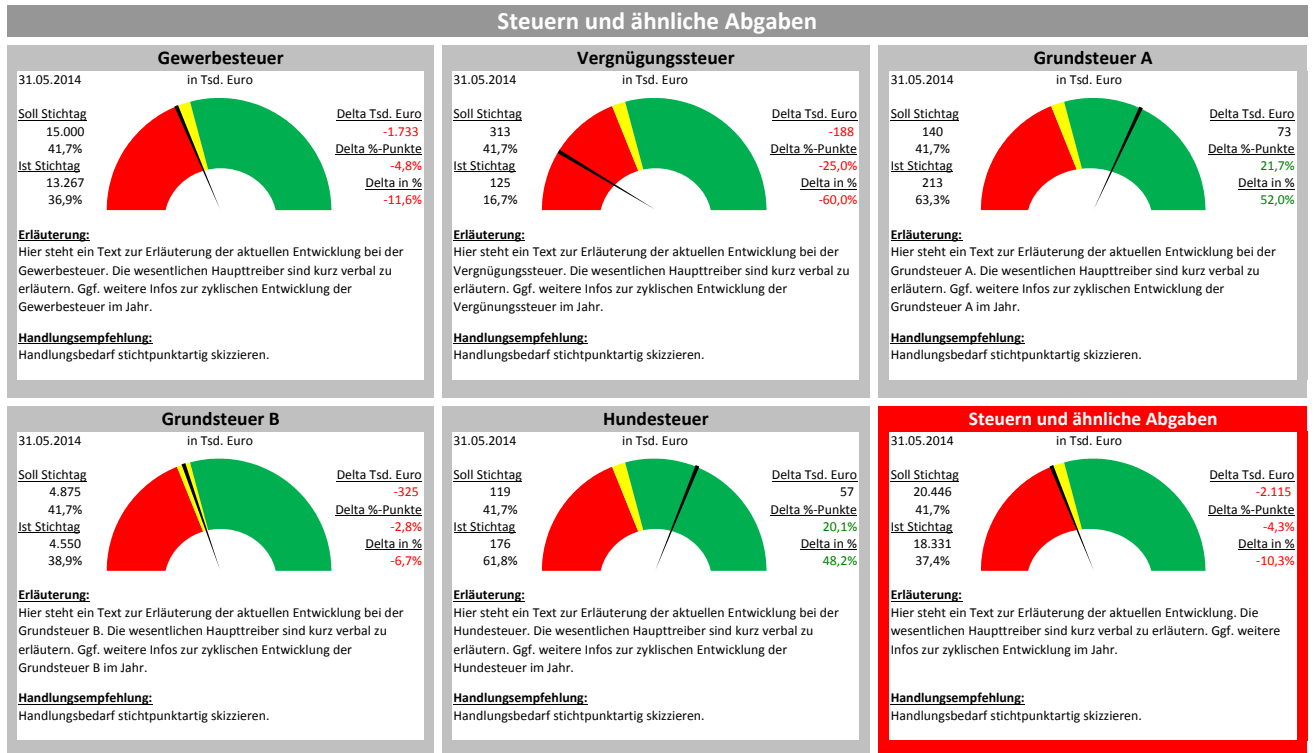 Steuern und ähnliche Abgaben
Gewerbesteuer
31.05.2014 in Tsd. Euro
Soll Stichtag Delta Tsd. Euro
15.000 -1.733
41,7% Delta %-Punkte
Ist Stichtag -4,8%
13.267 Delta in %
36,9% -11,6%
Erläuterung:
Hier steht ein Text zur Erläuterung der aktuellen Entwicklung bei der
Gewerbesteuer. Die wesentlichen Haupttreiber sind kurz verbal zu
erläutern. Ggf. weitere Infos zur zyklischen Entwicklung der
Gewerbesteuer im Jahr.
Handlungsempfehlung:
Handlungsbedarf stichtpunktartig skizzieren.
Vergnügungssteuer
31.05.2014 in Tsd. Euro
Soll Stichtag Delta Tsd. Euro
313 -188
41,7% Delta %-Punkte
Ist Stichtag -25,0%
125 Delta in %
16,7% -60,0%
Erläuterung:
Hier steht ein Text zur Erläuterung der aktuellen Entwicklung bei der
Vergnügungssteuer. Die wesentlichen Haupttreiber sind kurz verbal zu
erläutern. Ggf. weitere Infos zur zyklischen Entwicklung der
Vergünungssteuer im Jahr.
Handlungsempfehlung:
Handlungsbedarf stichtpunktartig skizzieren.
Grundsteuer A
31.05.2014 in Tsd. Euro
Soll Stichtag Delta Tsd. Euro
140 73
41,7% Delta %-Punkte
Ist Stichtag 21,7%
213 Delta in %
63,3% 52,0%
Erläuterung:
Hier steht ein Text zur Erläuterung der aktuellen Entwicklung bei der
Grundsteuer A. Die wesentlichen Haupttreiber sind kurz verbal zu
erläutern. Ggf. weitere Infos zur zyklischen Entwicklung der
Grundsteuer A im Jahr.
Handlungsempfehlung:
Handlungsbedarf stichtpunktartig skizzieren.
Grundsteuer B
31.05.2014 in Tsd. Euro
Soll Stichtag Delta Tsd. Euro
4.875 -325
41,7% Delta %-Punkte
Ist Stichtag -2,8%
4.550 Delta in %
38,9% -6,7%
Erläuterung:
Hier steht ein Text zur Erläuterung der aktuellen Entwicklung bei der
Grundsteuer B. Die wesentlichen Haupttreiber sind kurz verbal zu
erläutern. Ggf. weitere Infos zur zyklischen Entwicklung der
Grundsteuer B im Jahr.
Handlungsempfehlung:
Handlungsbedarf stichtpunktartig skizzieren.
Hundesteuer
31.05.2014 in Tsd. Euro
Soll Stichtag Delta Tsd. Euro
119 57
41,7% Delta %-Punkte
Ist Stichtag 20,1%
176 Delta in %
61,8% 48,2%
Erläuterung:
Hier steht ein Text zur Erläuterung der aktuellen Entwicklung bei der
Hundesteuer. Die wesentlichen Haupttreiber sind kurz verbal zu
erläutern. Ggf. weitere Infos zur zyklischen Entwicklung der
Hundesteuer im Jahr.
Handlungsempfehlung:
Handlungsbedarf stichtpunktartig skizzieren.
Steuern und ähnliche Abgaben
31.05.2014 in Tsd. Euro
Soll Stichtag Delta Tsd. Euro
20.446 -2.115
41,7% Delta %-Punkte
Ist Stichtag -4,3%
18.331 Delta in %
37,4% -10,3%
Erläuterung:
Hier steht ein Text zur Erläuterung der aktuellen Entwicklung. Die
wesentlichen Haupttreiber sind kurz verbal zu erläutern. Ggf. weitere
Infos zur zyklischen Entwicklung im Jahr.
Handlungsempfehlung:
Handlungsbedarf stichtpunktartig skizzieren.